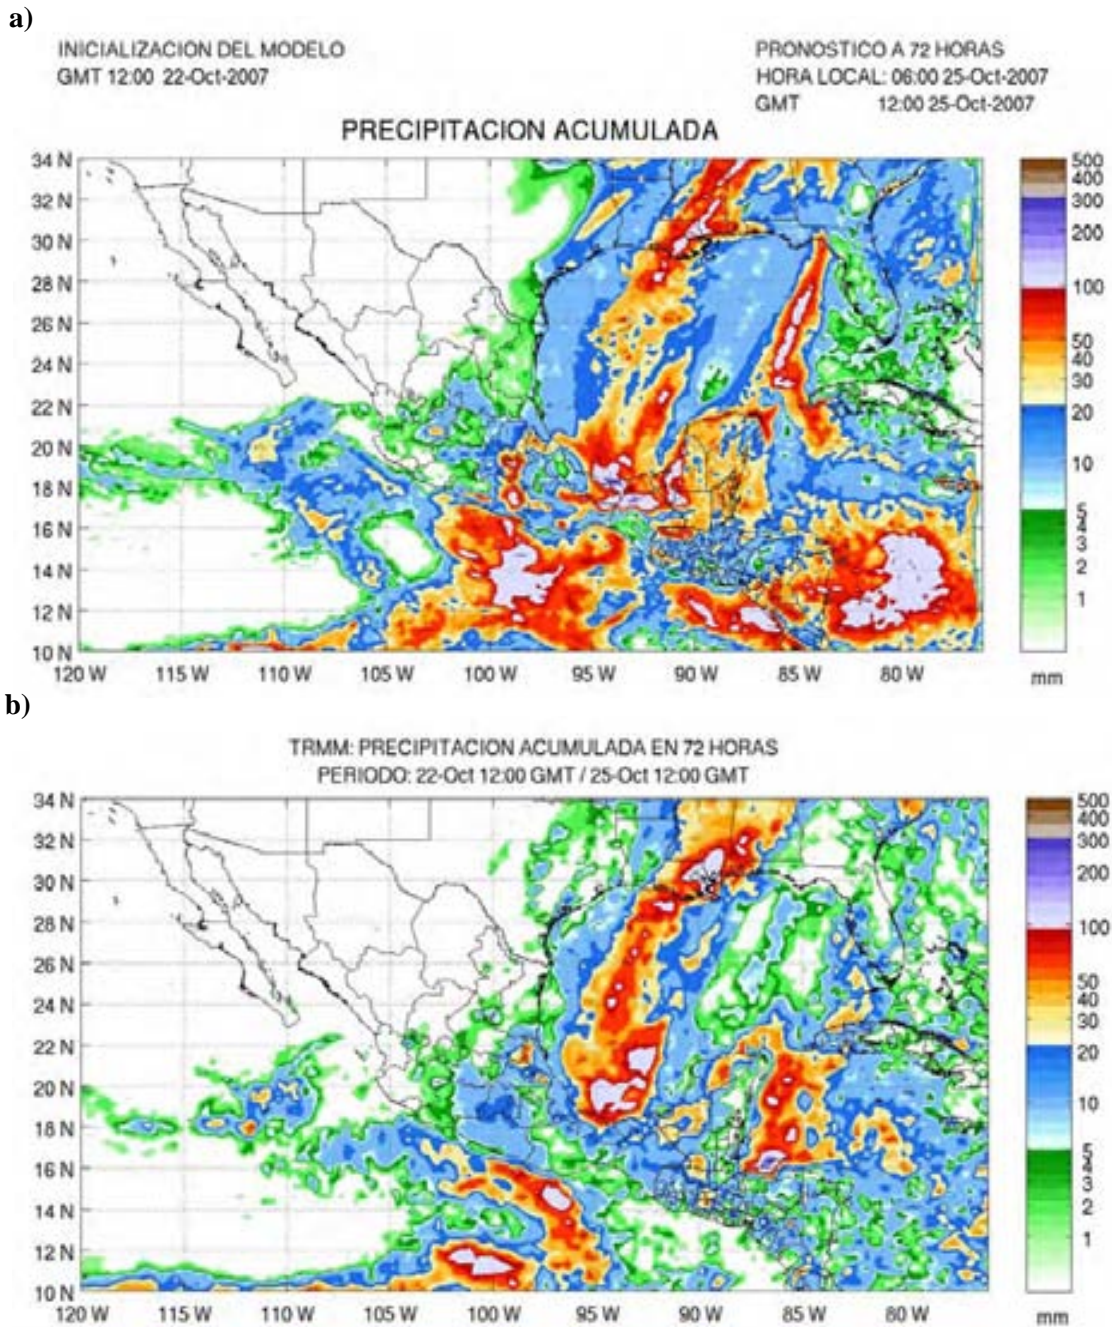 a)
INICIALIZACION DEL MODELO
GMT 12:00 22-Oct-2007
PRONOSTICO A 72 HORAS
HORA LOCAL: 06:00 25-Oct-2007
GMT 12:00 25-Oct-2007
PRECIPITACION ACUMULADA
34 N
32 N
30 N
28 N
26 N
24 N
22 N
20 N
18 N
16 N
14 N
12 N
10 N
120 W 115 W 110 W 105 W 100 W 95 W 90 W 85 W 80 W
500
400
300
200
100
50
40
30
20
10
5
4
3
2
1
mm
b)
TRMM: PRECIPITACION ACUMULADA EN 72 HORAS
PERIODO: 22-Oct 12:00 GMT / 25-Oct 12:00 GMT
34 N
32 N
30 N
28 N
26 N
24 N
22 N
20 N
18 N
16 N
14 N
12 N
10 N
120 W 115 W 110 W 105 W 100 W 95 W 90 W 85 W 80 W
500
400
300
200
100
50
40
30
20
10
5
4
3
2
1
mm